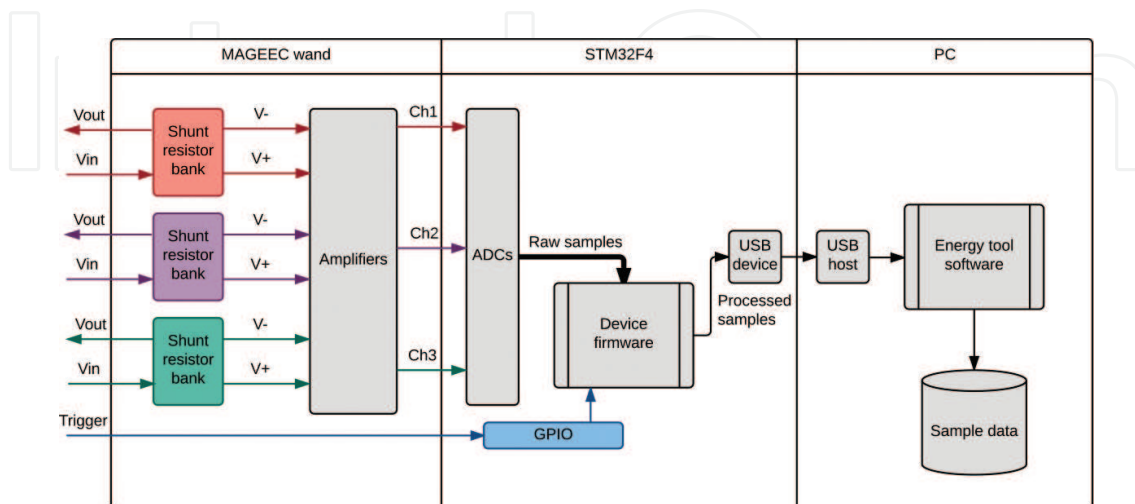 MAGEEC wand
STM32F4
PC
Vout
Vin
Shunt
resistor
bank
V-
V+
Vout
Vin
Shunt
resistor
bank
V-
V+
Vout
Vin
Shunt
resistor
bank
V-
V+
Trigger
Amplifiers
Ch1
Ch2
Ch3
ADCs
Raw samples
Device
firmware
GPIO
USB
device
Processed
samples
USB
host
Energy tool
software
Sample data